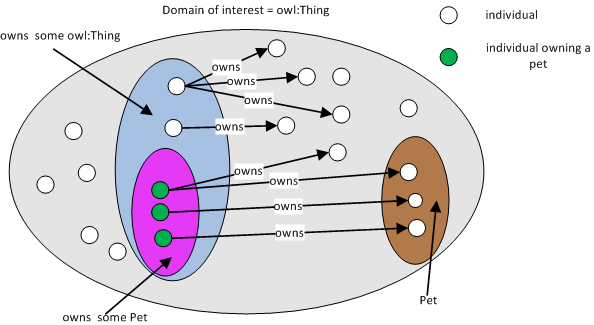 Domain of interest = owl:Thing
individual
owns some owl:Thing
individual owning a
pet
owns
owns
owns
owns
owns
owns
owns
owns
Pet
owns some Pet